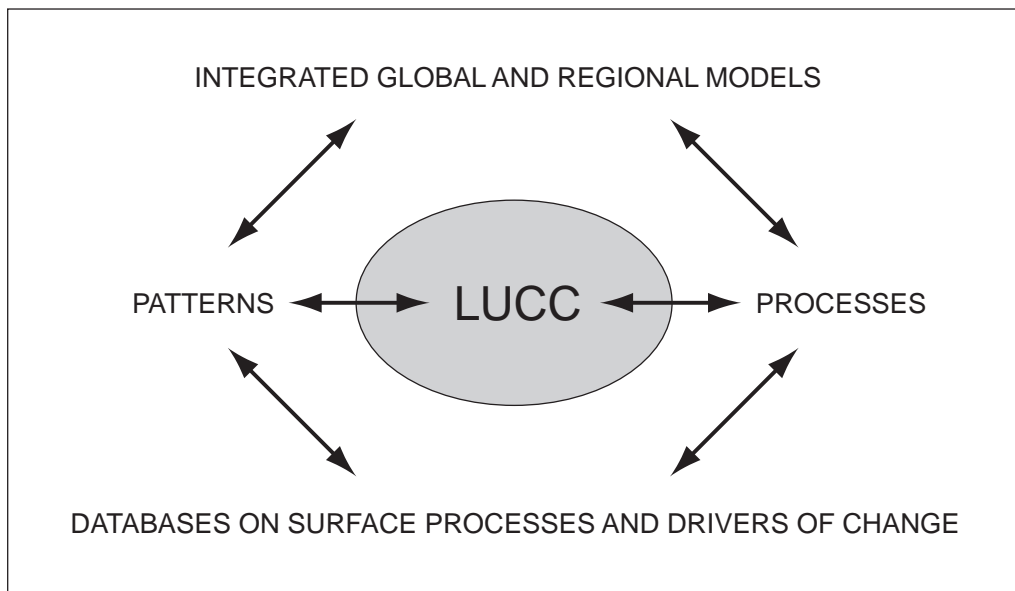 INTEGRATED GLOBAL AND REGIONAL MODELS
PATTERNS
LUCC
PROCESSES
DATABASES ON SURFACE PROCESSES AND DRIVERS OF CHANGE